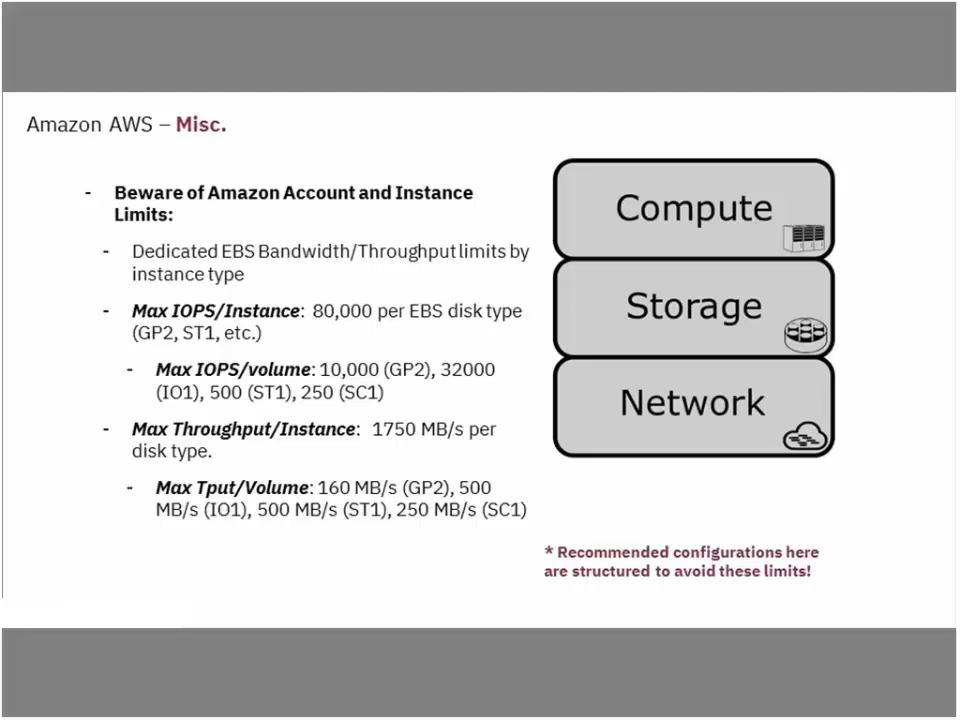 Amazon AWS – Misc.
- Beware of Amazon Account and Instance
Limits:
- Dedicated EBS Bandwidth/Throughput limits by
instance type
- Max IOPS/Instance: 80,000 per EBS disk type
(GP2, ST1, etc.)
- Max IOPS/volume: 10,000 (GP2), 32000
(IO1), 500 (ST1), 250 (SC1)
- Max Throughput/Instance: 1750 MB/s per
disk type.
- Max Tput/Volume: 160 MB/s (GP2), 500
MB/s (IO1), 500 MB/s (ST1), 250 MB/s (SC1)
Compute
Storage
Network
* Recommended configurations here
are structured to avoid these limits!